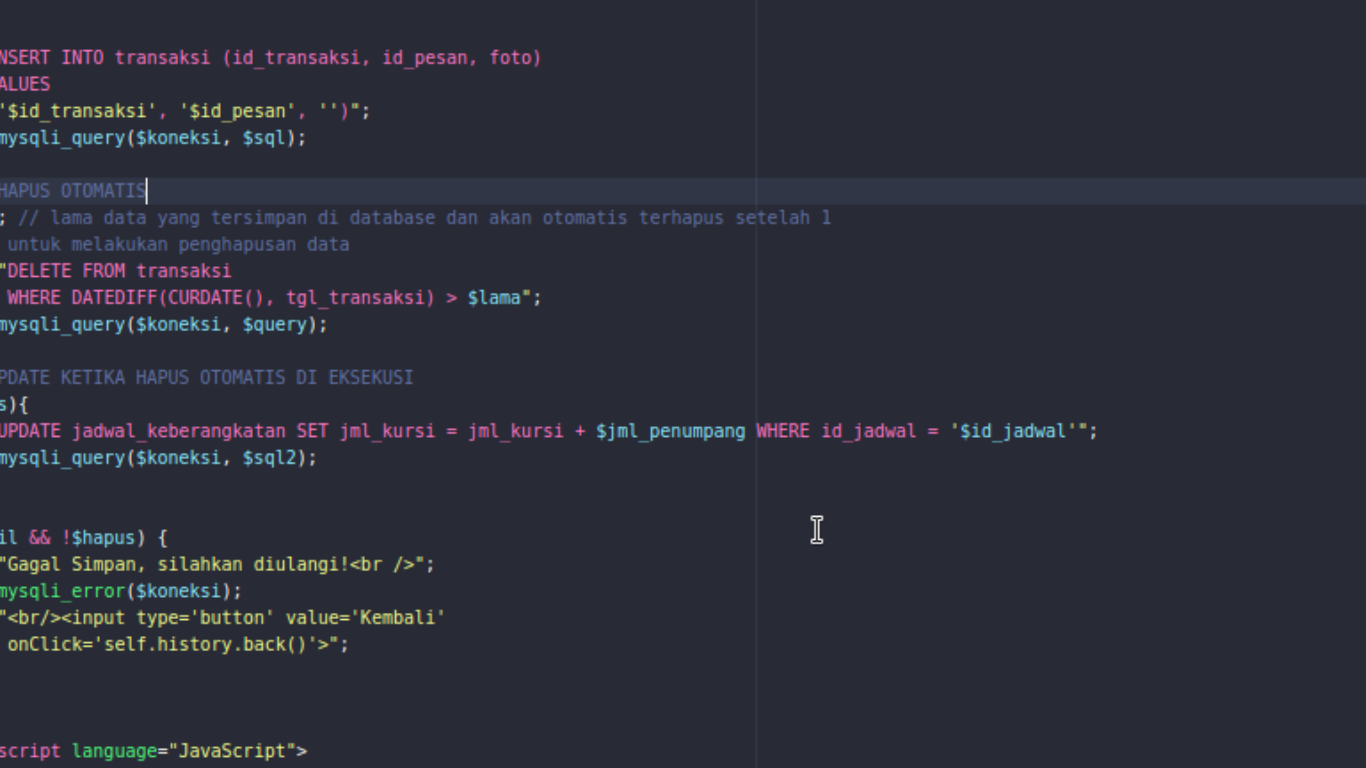 NSERT INTO transaksi (id_transaksi, id_pesan, foto)
ALUES
'$id_transaksi', '$id_pesan', '')";
mysqli_query($koneksi, $sql);
HAPUS OTOMATIS
; // lama data yang tersimpan di database dan akan otomatis terhapus setelah 1
untuk melakukan penghapusan data
"DELETE FROM transaksi
WHERE DATEDIFF(CURDATE(), tgl_transaksi) > $lama";
mysqli_query($koneksi, $query);
PDATE KETIKA HAPUS OTOMATIS DI EKSEKUSI
s){
UPDATE jadwal_keberangkatan SET jml_kursi = jml_kursi + $jml_penumpang WHERE id_jadwal = '$id_jadwal'";
mysqli_query($koneksi, $sql2);
il && !$hapus) {
"Gagal Simpan, silahkan diulangi!<br />";
mysqli_error($koneksi);
"<br/><input type='button' value='Kembali'
onClick='self.history.back()'>";
script language="JavaScript">